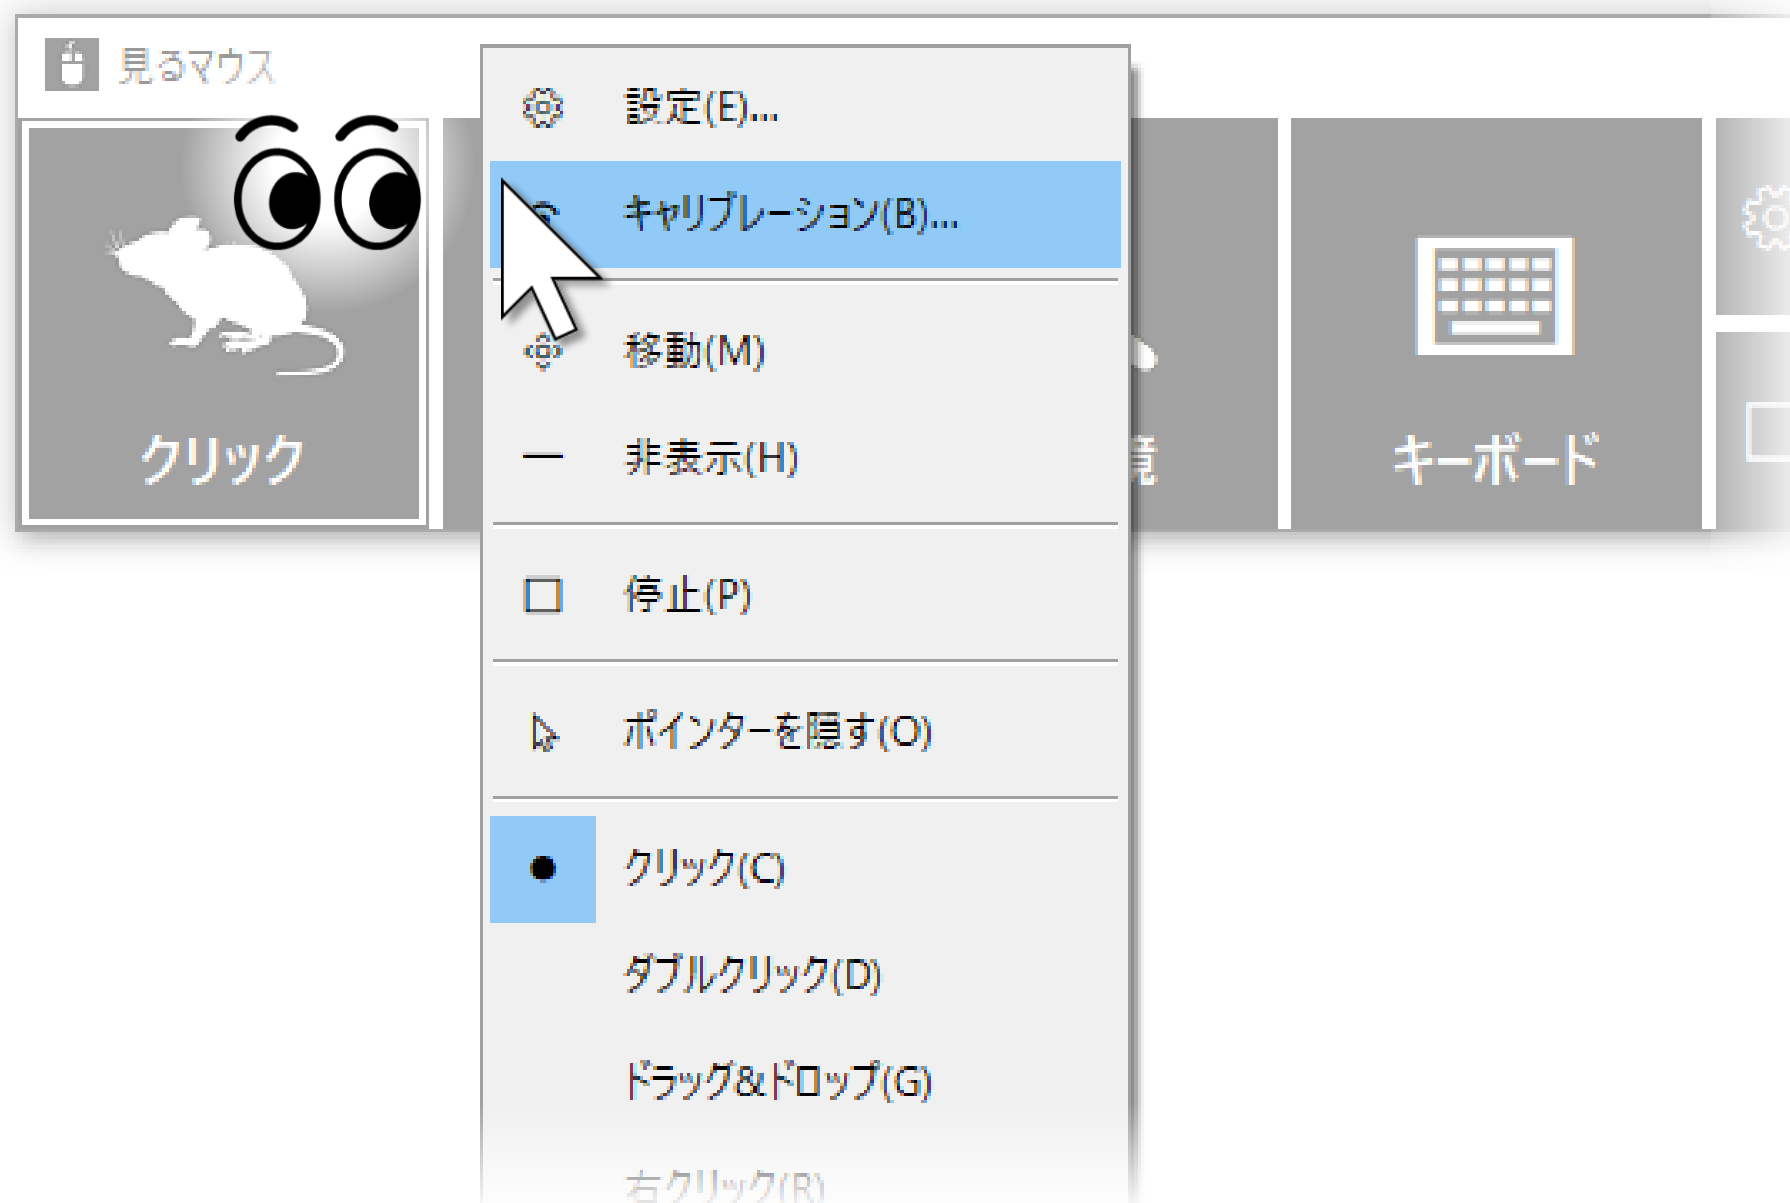 見るマウス
設定(E)...
キャリブレーション(B)...
移動(M)
非表示(H)
停止(P)
ポインターを隠す(O)
クリック(C)
ダブルクリック(D)
ドラッグ&ドロップ(G)
右クリック(R)
クリック
キーボード